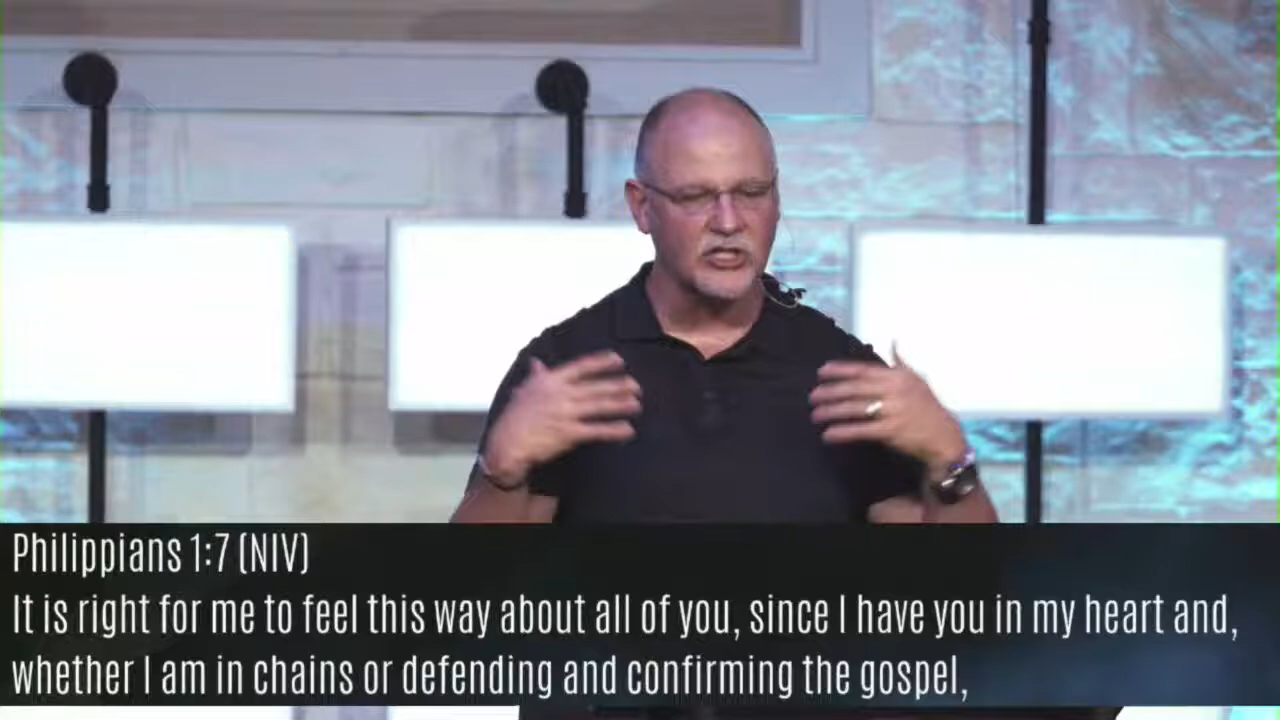 Philippians 1:7 (NIV)
It is right for me to feel this way about all of you, since I have you in my heart and,
whether I am in chains or defending and confirming the gospel,